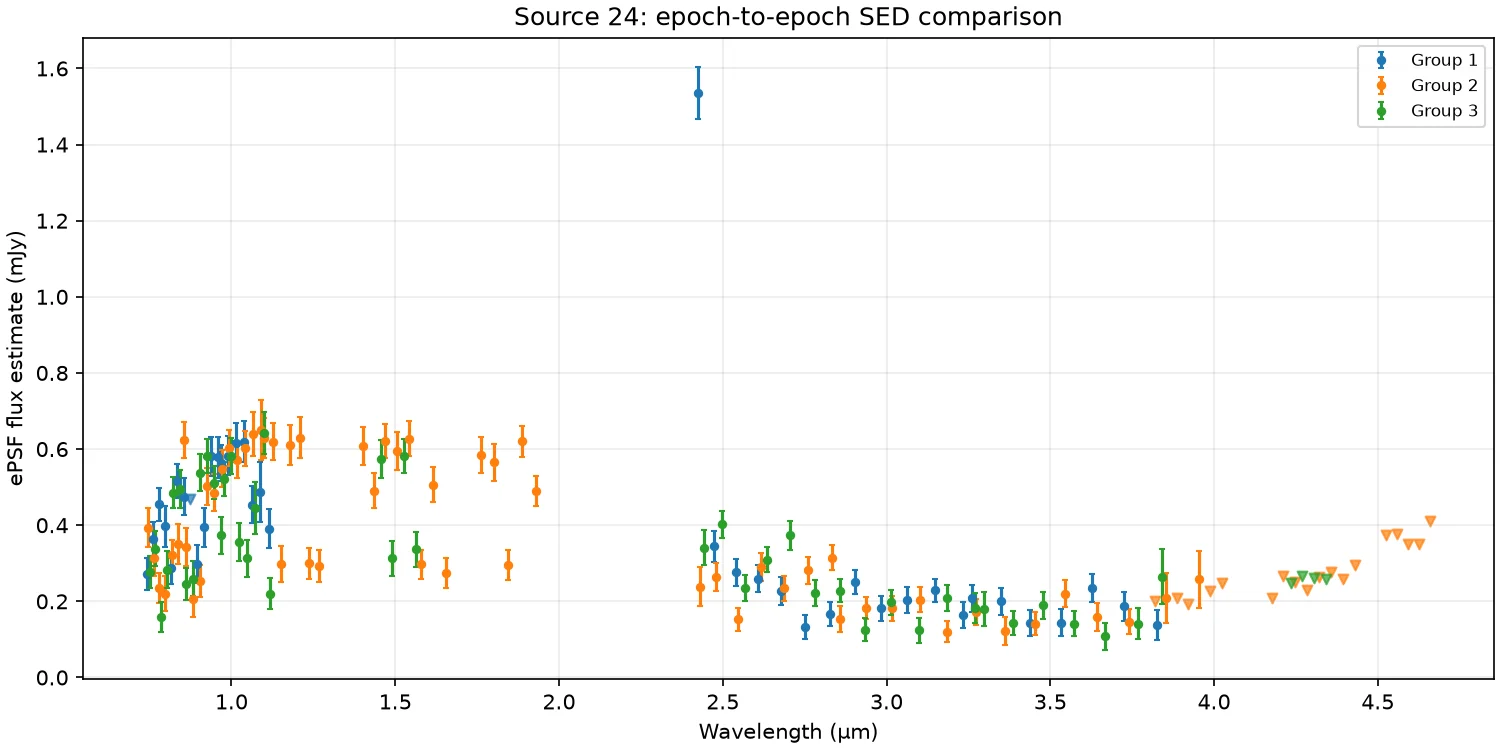 Source 24: epoch-to-epoch SED comparison
ePSF flux estimate (mJy)
1.6
1.4
1.2
1.0
0.8
0.6
0.4
0.2
0.0
Group 1
Group 2
Group 3
1.0 1.5 2.0 2.5 3.0 3.5 4.0 4.5
Wavelength (μm)